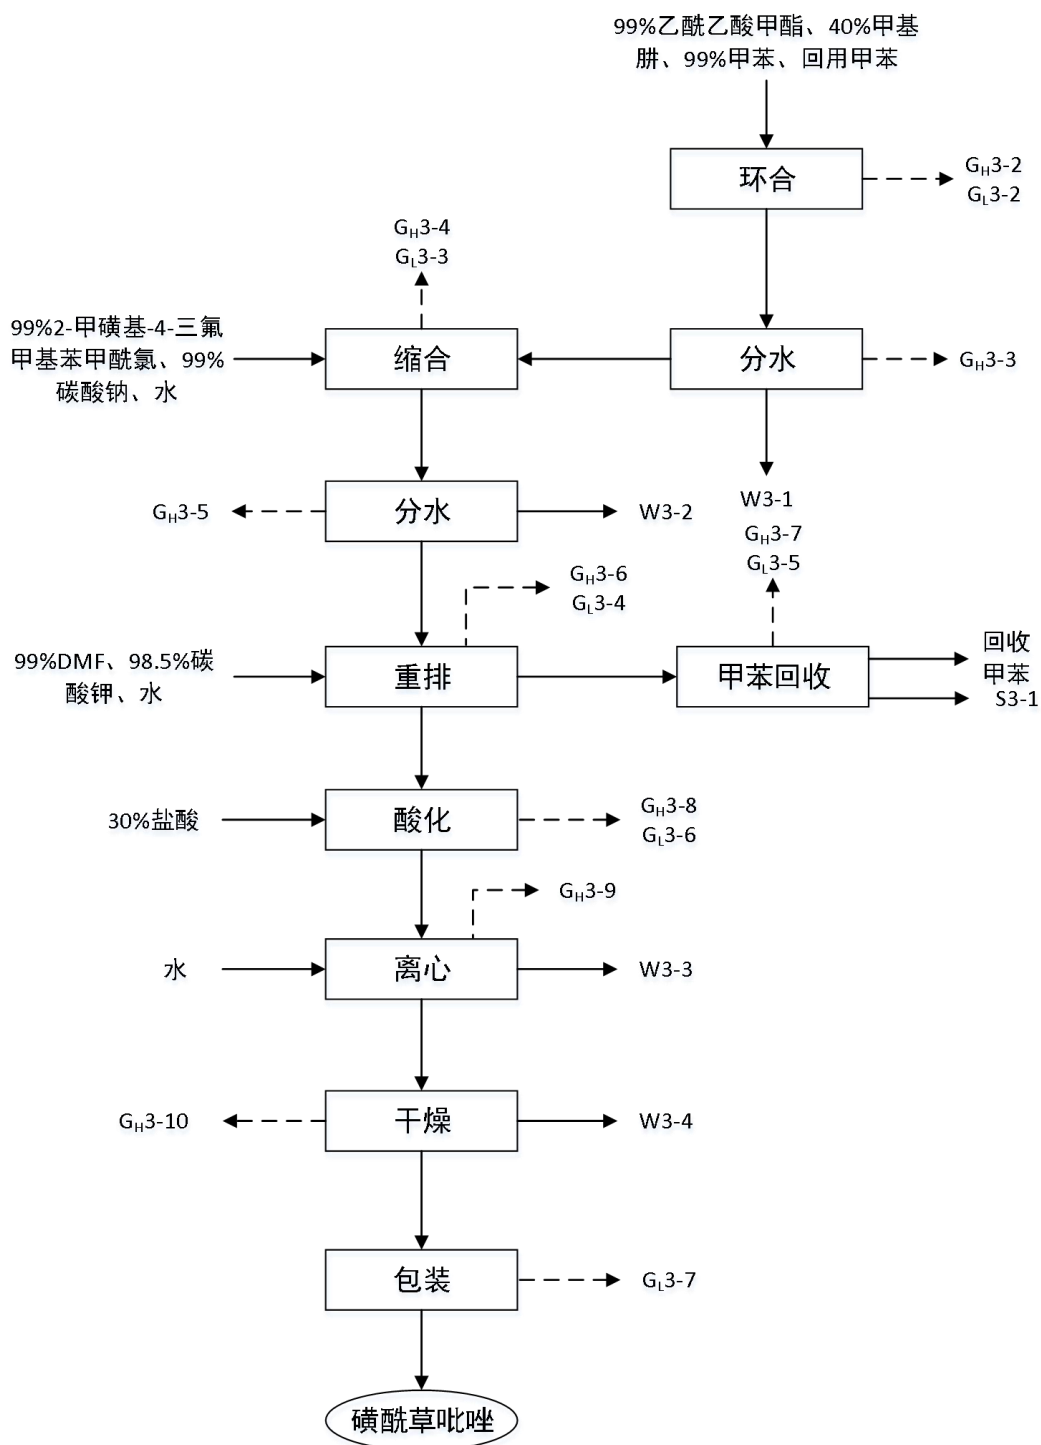 99%乙酰乙酸甲酯、40%甲基
肼、99%甲苯、回用甲苯
环合
GH3-2
GL3-2
GH3-4
GL3-3
99%2-甲磺基-4-三氟
甲基苯甲酰氯、99%
碳酸钠、水
缩合
分水
GH3-3
W3-1
GH3-5
分水
W3-2
GH3-7
GL3-5
GH3-6
GL3-4
99%DMF、98.5%碳
酸钾、水
重排
甲苯回收
回收
甲苯
S3-1
30%盐酸
酸化
GH3-8
GL3-6
GH3-9
水
离心
W3-3
GH3-10
干燥
W3-4
包装
GL3-7
磺酰草吡唑